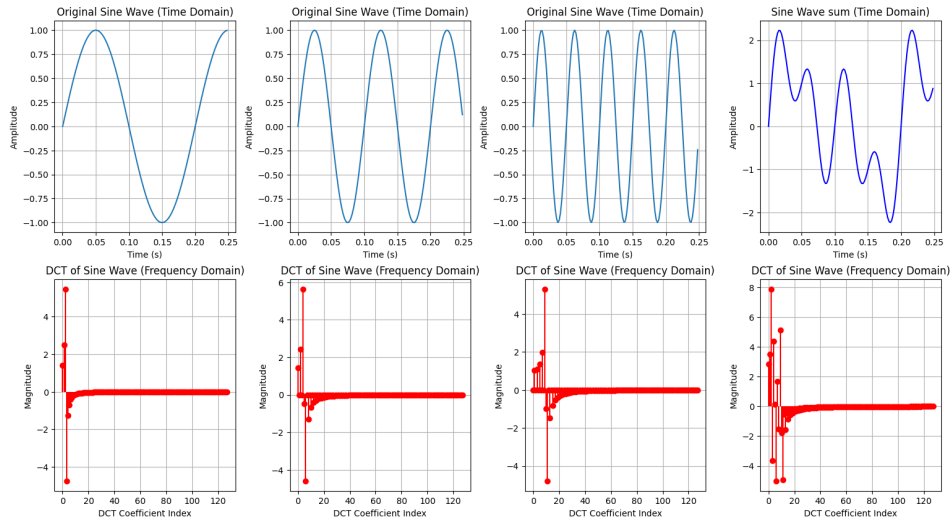 Original Sine Wave (Time Domain)
Original Sine Wave (Time Domain)
Original Sine Wave (Time Domain)
Sine Wave sum (Time Domain)
Amplitude
1.00
0.75
0.50
0.25
0.00
−0.25
−0.50
−0.75
−1.00
0.00 0.05 0.10 0.15 0.20 0.25
Time (s)
Amplitude
1.00
0.75
0.50
0.25
0.00
−0.25
−0.50
−0.75
−1.00
0.00 0.05 0.10 0.15 0.20 0.25
Time (s)
Amplitude
1.00
0.75
0.50
0.25
0.00
−0.25
−0.50
−0.75
−1.00
0.00 0.05 0.10 0.15 0.20 0.25
Time (s)
Amplitude
2
1
0
−1
−2
0.00 0.05 0.10 0.15 0.20 0.25
Time (s)
DCT of Sine Wave (Frequency Domain)
DCT of Sine Wave (Frequency Domain)
DCT of Sine Wave (Frequency Domain)
DCT of Sine Wave (Frequency Domain)
Magnitude
4
2
0
−2
−4
0 20 40 60 80 100 120
DCT Coefficient Index
Magnitude
6
4
2
0
−2
−4
0 20 40 60 80 100 120
DCT Coefficient Index
Magnitude
4
2
0
−2
−4
0 20 40 60 80 100 120
DCT Coefficient Index
Magnitude
8
6
4
2
0
−2
−4
0 20 40 60 80 100 120
DCT Coefficient Index